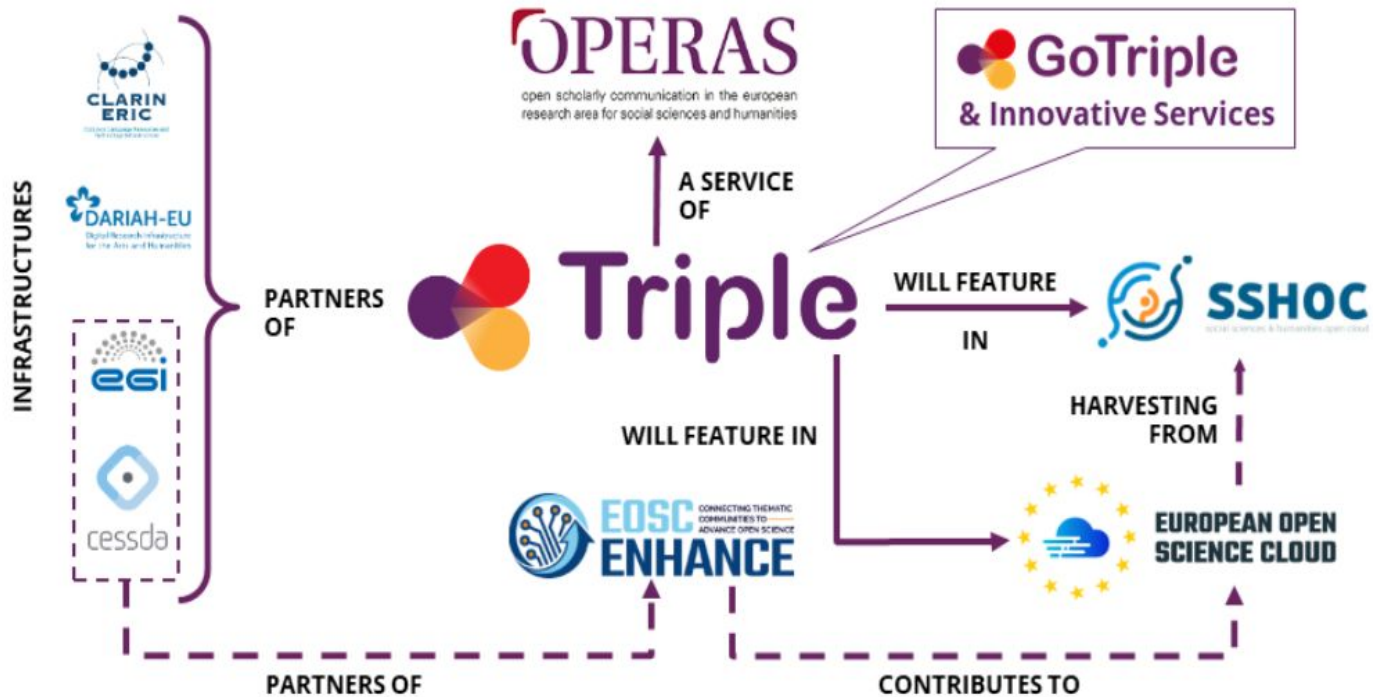 INFRASTRUCTURES
CLARIN
ERIC
DARIAH-EU
Digital Research Infrastructure
for the Arts and Humanities
egi
cessda
PARTNERS
OF
OPERAS
open scholarly communication in the european
research area for social sciences and humanities
A SERVICE
OF
GoTriple
& Innovative Services
Triple
WILL FEATURE
IN
SSHOC
social sciences & humanities open cloud
HARVESTING
FROM
WILL FEATURE IN
EOSC
CONNECTING THEMATIC
COMMUNITIES TO
ADVANCE OPEN SCIENCE
ENHANCE
EUROPEAN OPEN
SCIENCE CLOUD
PARTNERS OF
CONTRIBUTES TO